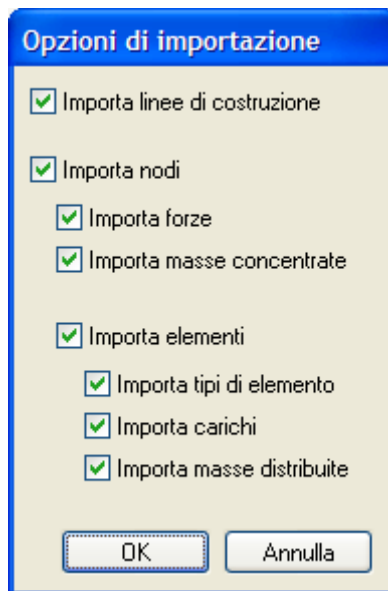 Opzioni di importazione
Importa linee di costruzione
Importa nodi
Importa forze
Importa masse concentrate
Importa elementi
Importa tipi di elemento
Importa carichi
Importa masse distribuite
OK
Annulla